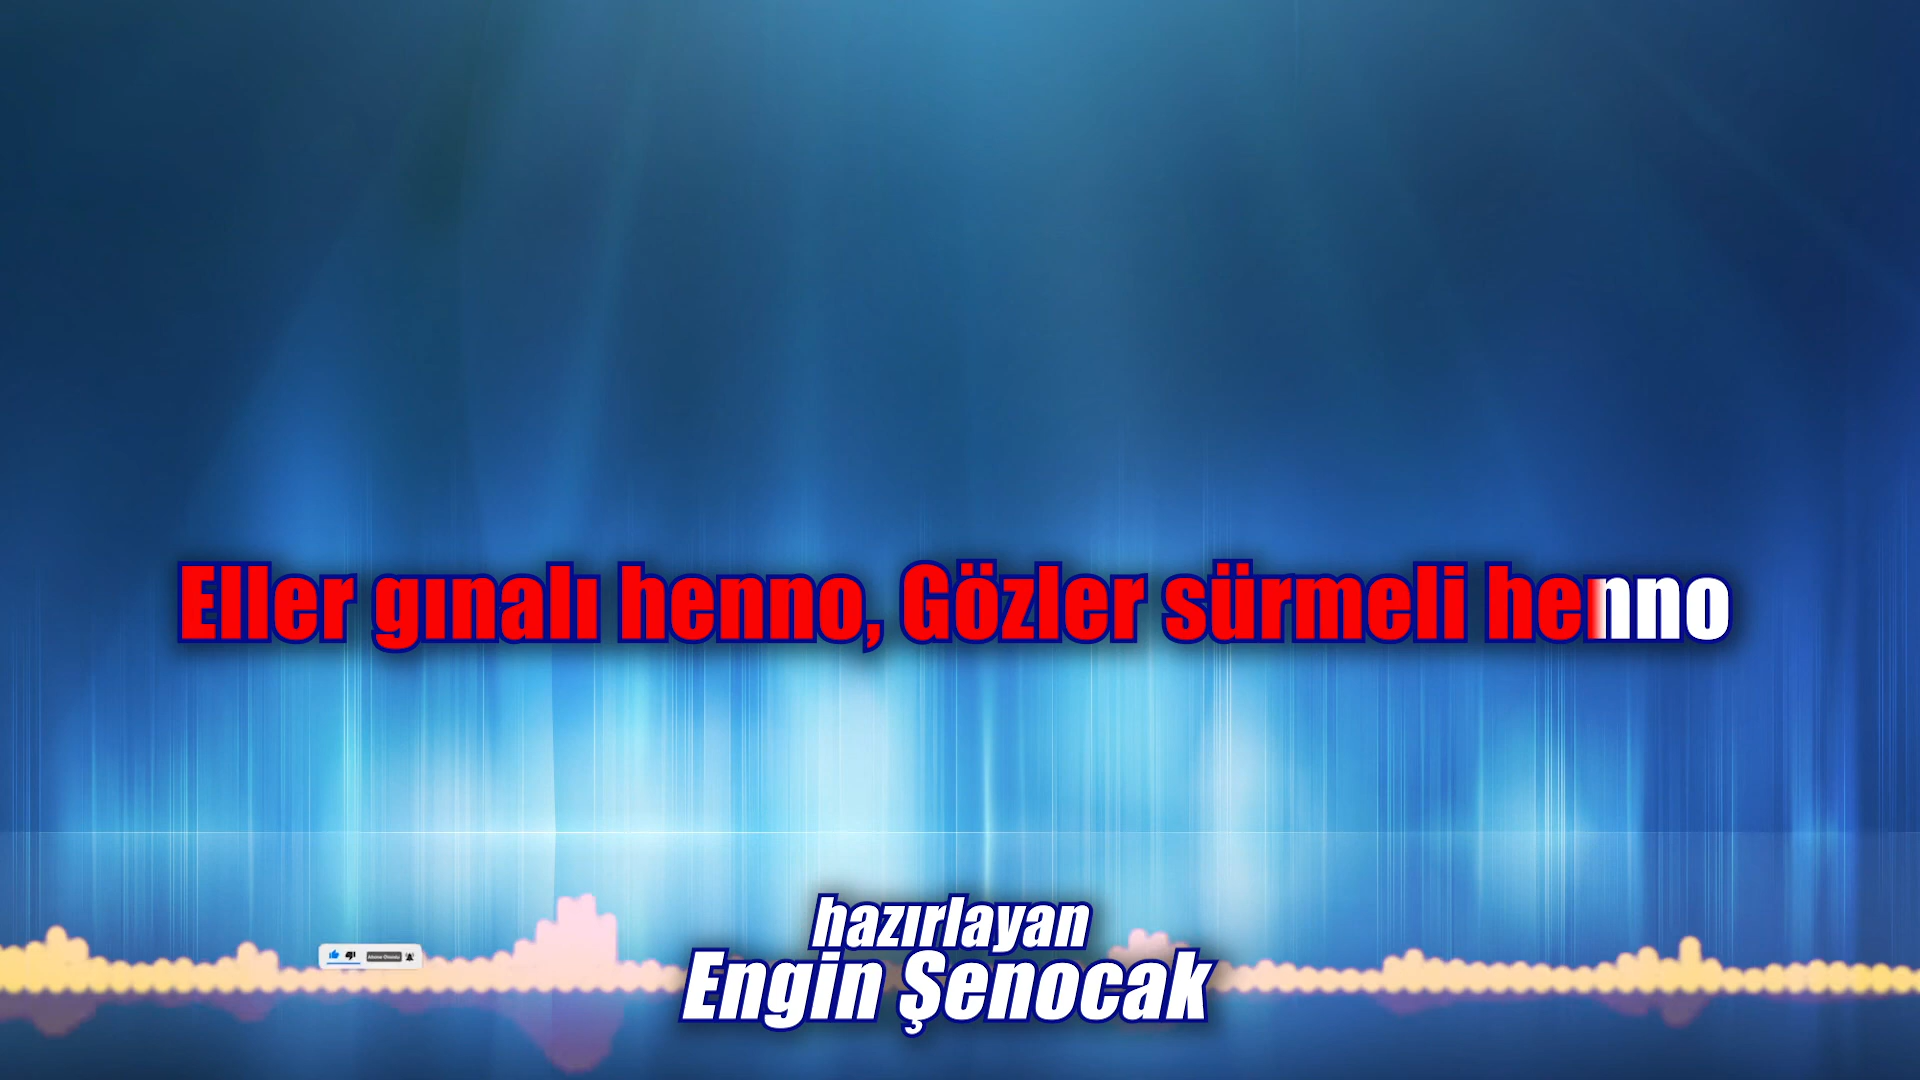 Eller gınalı henno, Gözler sürmeli henno
hazırlayan
Engin Şenocak